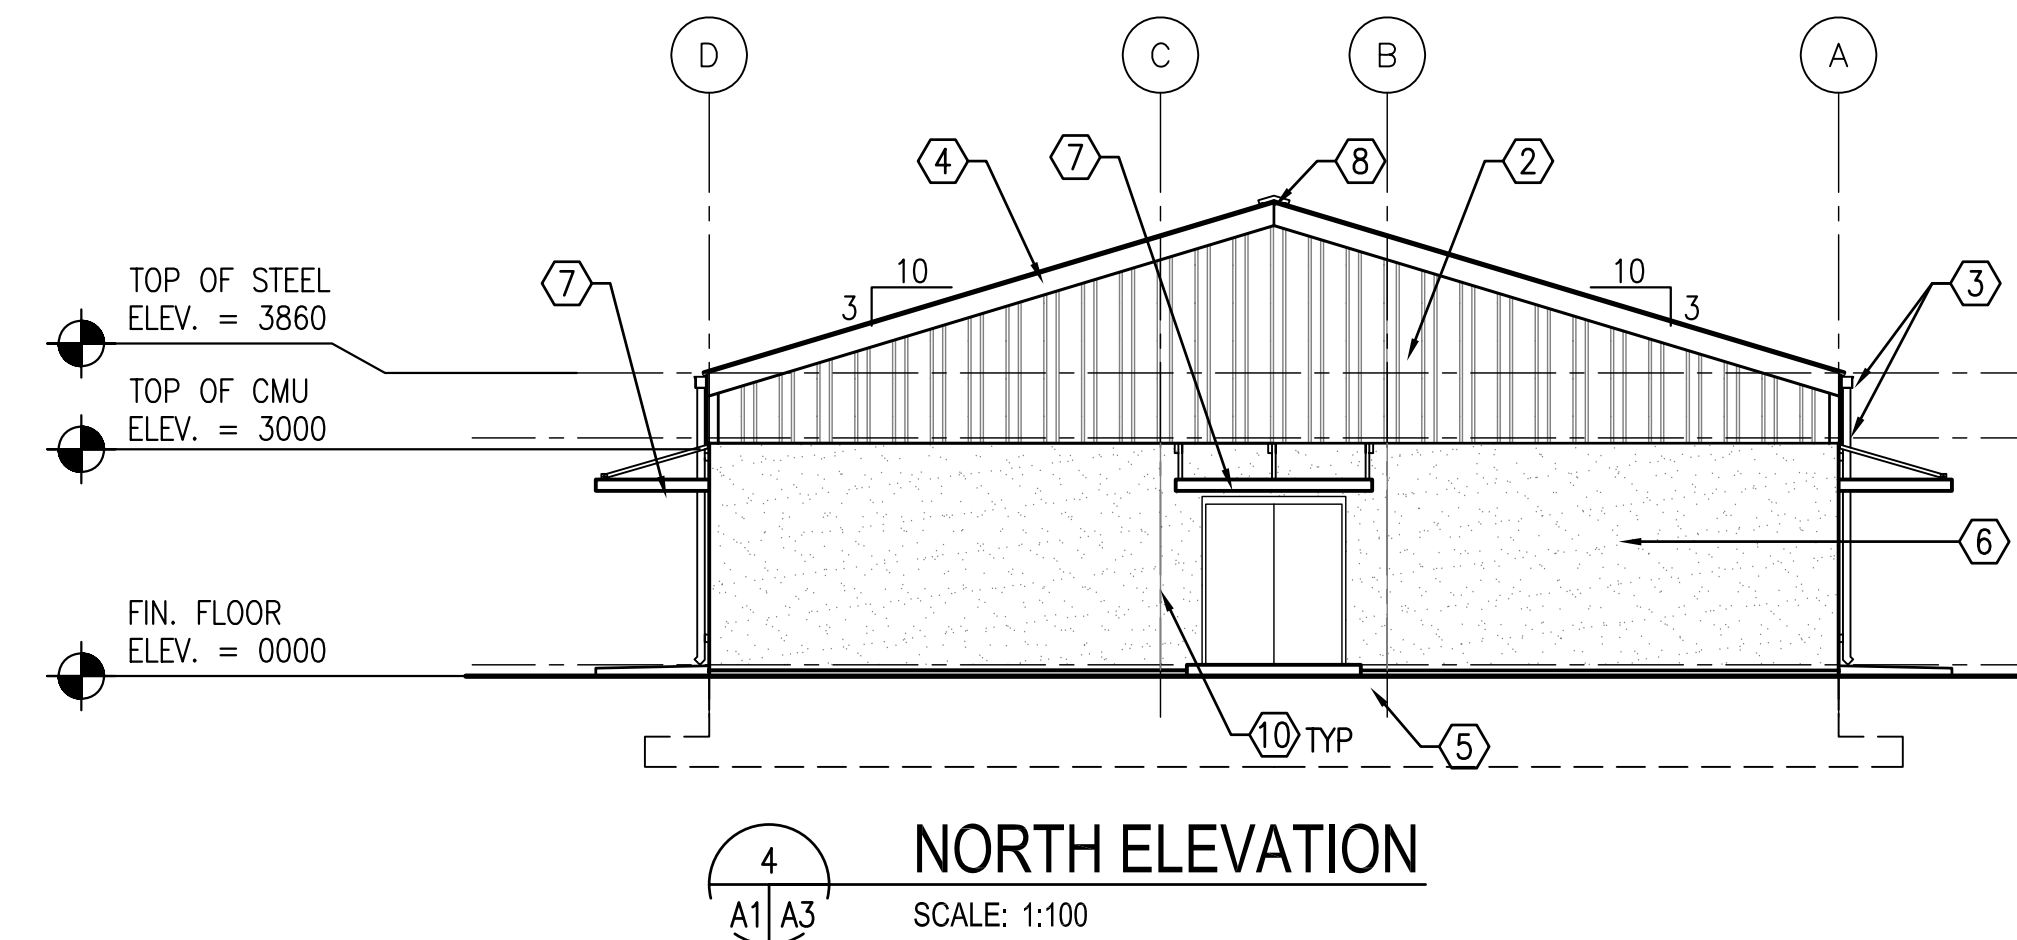 D
C
B
A
4
7
8
2
10
10
3
3
7
3
TOP OF STEEL
ELEV. = 3860
TOP OF CMU
ELEV. = 3000
6
FIN. FLOOR
ELEV. = 0000
10 TYP
5
4
NORTH ELEVATION
A1 A3
SCALE: 1:100